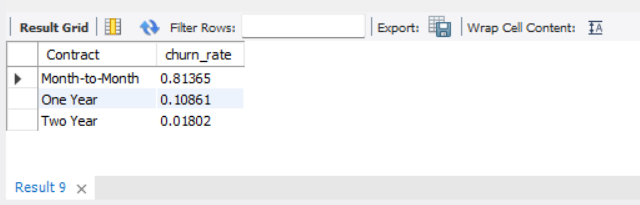 Result Grid Filter Rows: Export: Wrap Cell Content: IA
Contract churn_rate
Month-to-Month 0.81365
One Year 0.10861
Two Year 0.01802
Result 9 ×